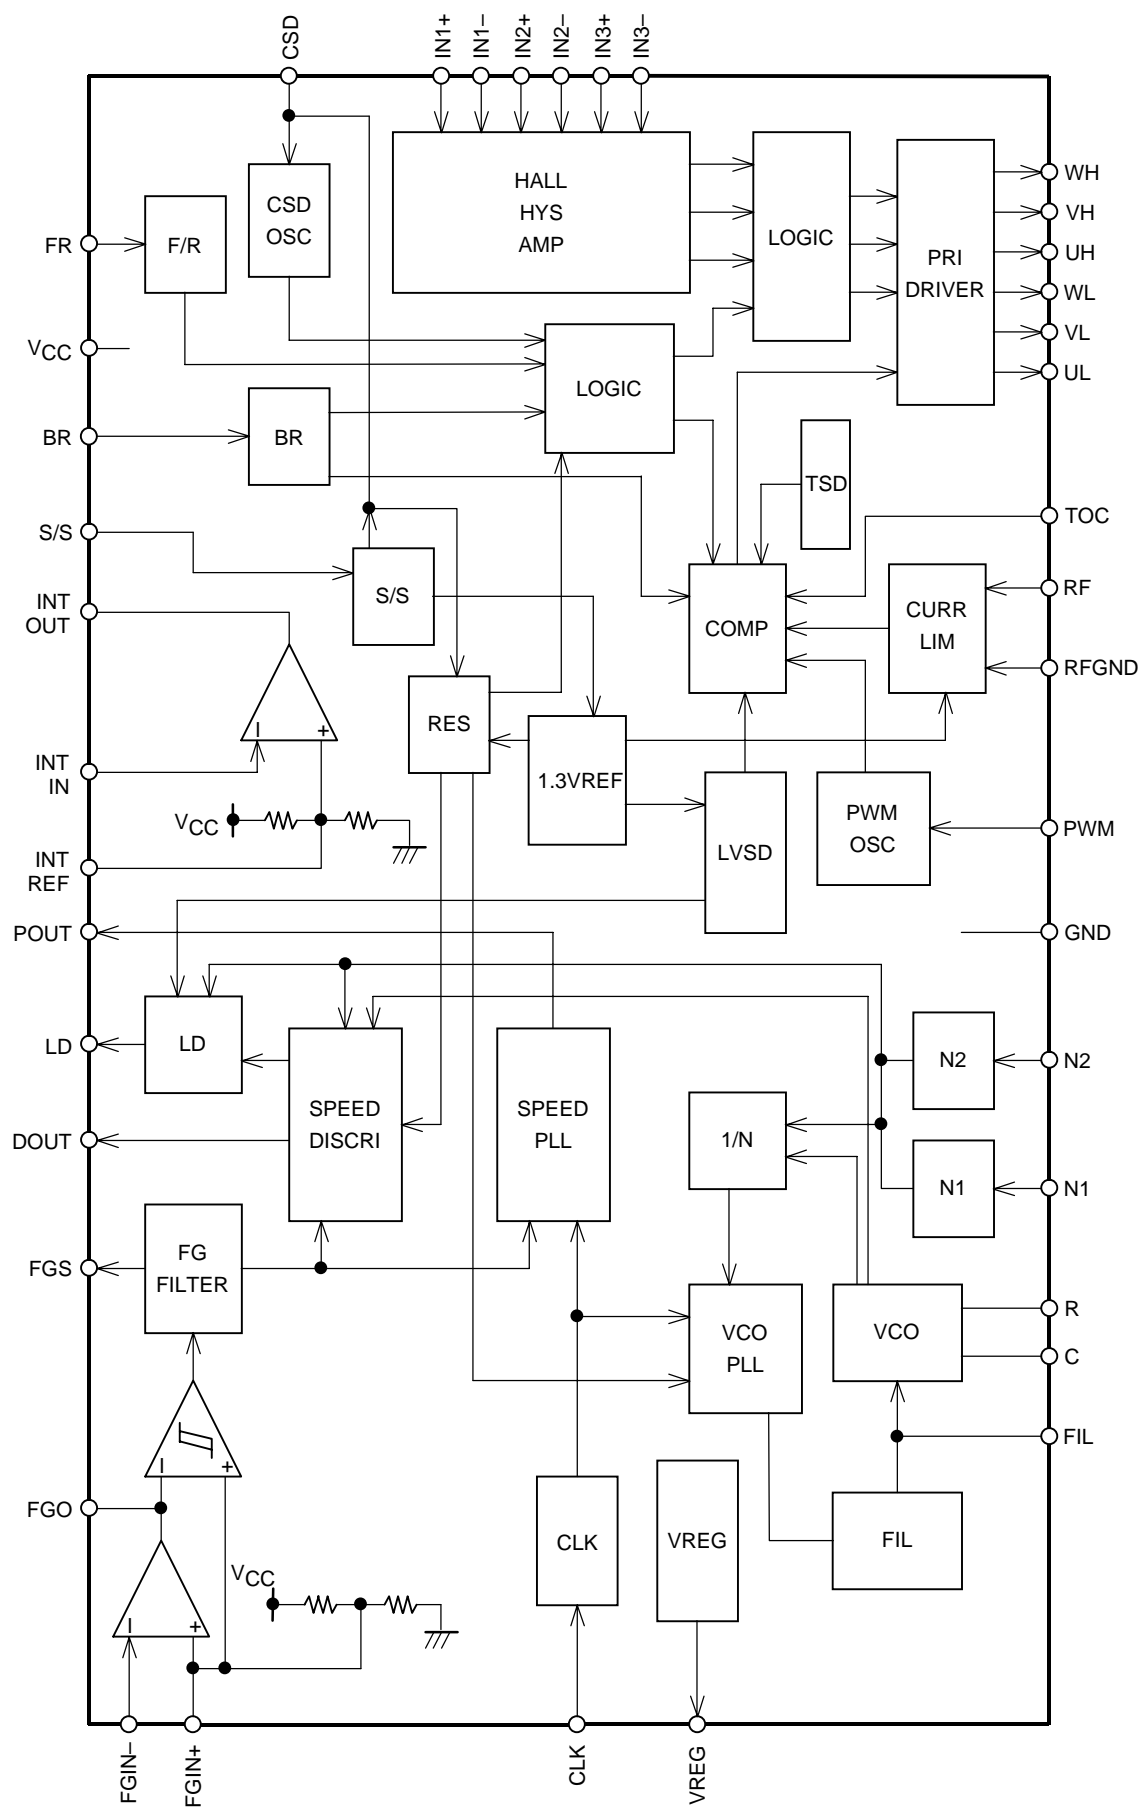 CSD
IN1+
IN1–
IN2+
IN2–
IN3+
IN3–
HALL
HYS
AMP
CSD
OSC
F/R
FR
LOGIC
PRI
DRIVER
WH
VH
UH
WL
VL
UL
VCC
LOGIC
BR
BR
TSD
S/S
TOC
S/S
INT
OUT
COMP
CURR
LIM
RF
RFGND
– +
RES
1.3VREF
INT
IN
VCC
LVSD
PWM
OSC
PWM
INT
REF
POUT
GND
LD
LD
SPEED
DISCRI
SPEED
PLL
N2
N2
DOUT
1/N
N1
N1
FGS
FG
FILTER
VCO
PLL
VCO
R
C
FIL
– +
FGO
CLK
VREG
FIL
VCC
– +
FGIN–
FGIN+
CLK
VREG